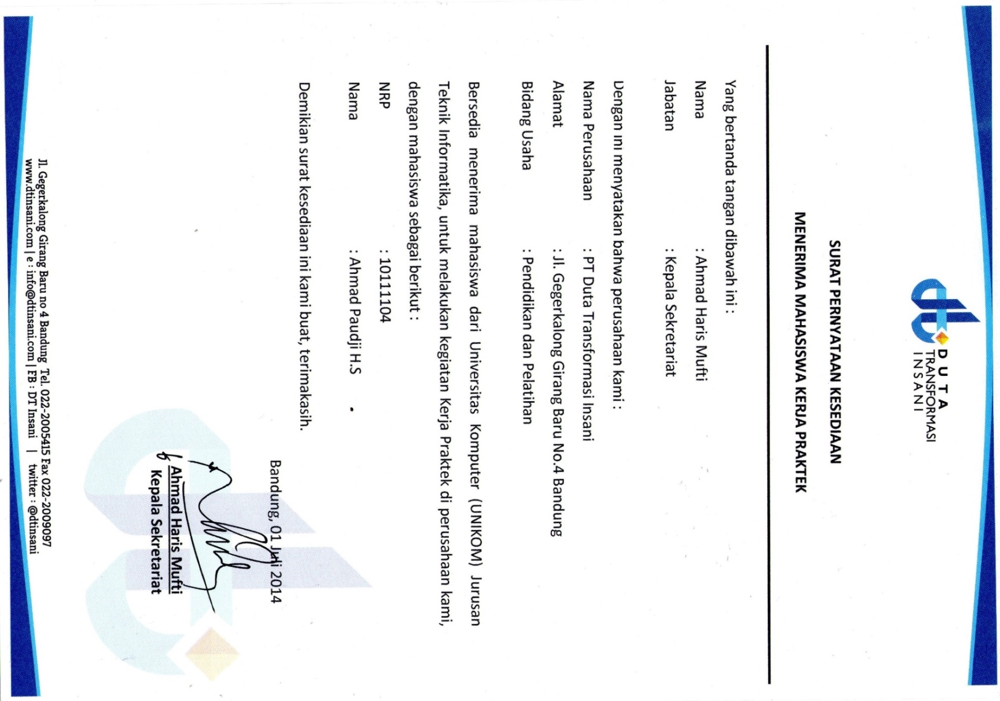 DUTA
TRANSFORMASI
INSANI
SURAT PERNYATAAN KESEDIAAN
MENERIMA MAHASISWA KERJA PRAKTEK
Yang bertanda tangan dibawah ini :
Nama : Ahmad Haris Mufti
Jabatan : Kepala Sekretariat
Dengan ini menyatakan bahwa perusahaan kami :
Nama Perusahaan : PT Duta Transformasi Insani
Alamat : Jl. Gegerkalong Girang Baru No.4 Bandung
Bidang Usaha : Pendidikan dan Pelatihan
Bersedia menerima mahasiswa dari Universitas Komputer (UNIKOM) Jurusan
Teknik Informatika, untuk melakukan kegiatan Kerja Praktek di perusahaan kami,
dengan mahasiswa sebagai berikut :
NRP : 10111104
Nama : Ahmad Paudji H.S
Demikian surat kesediaan ini kami buat, terimakasih.
Bandung, 01 Juli 2014
Ahmad Haris Mufti
Kepala Sekretariat
Jl. Gegerkalong Girang Baru no 4 Bandung Tel. 022-2005415 Fax 022-2009097
www.dtinsani.com | e : info@dtinsani.com | FB : DT Insani | twitter : @dtinsani